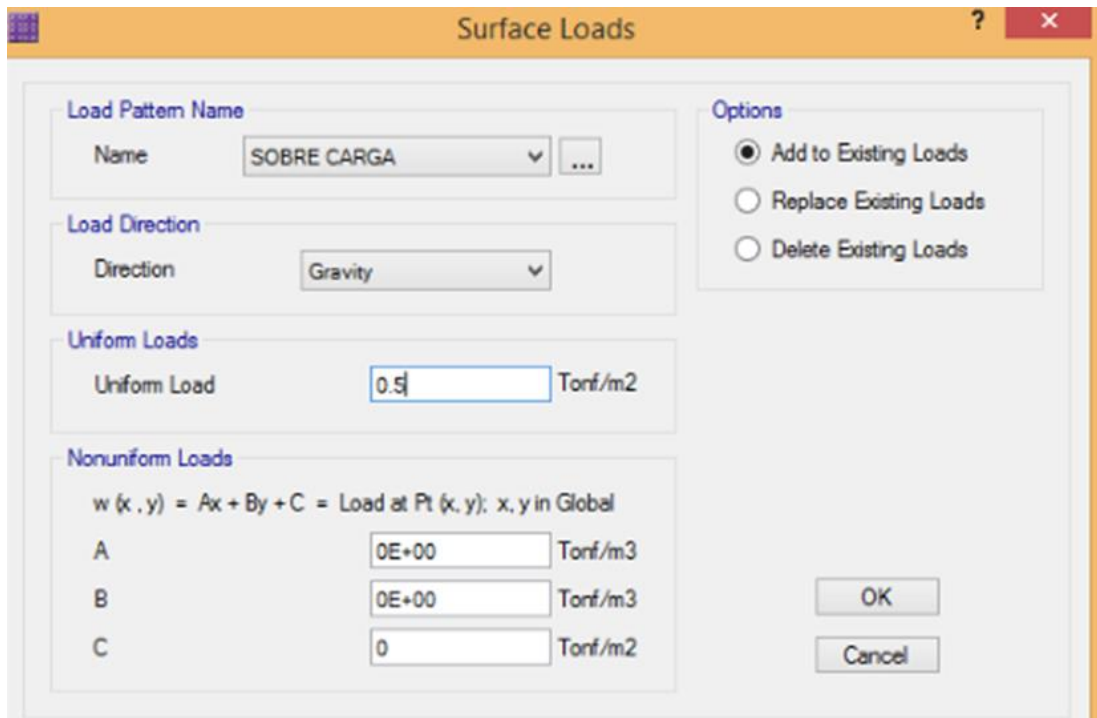 Surface Loads
?
Load Pattern Name
Name SOBRE CARGA ...
Load Direction
Direction Gravity
Uniform Loads
Uniform Load 0.5 Tonf/m2
Nonuniform Loads
w (x , y) = Ax + By + C = Load at Pt (x, y); x, y in Global
A 0E+00 Tonf/m3
B 0E+00 Tonf/m3
C 0 Tonf/m2
Options
Add to Existing Loads
Replace Existing Loads
Delete Existing Loads
OK
Cancel